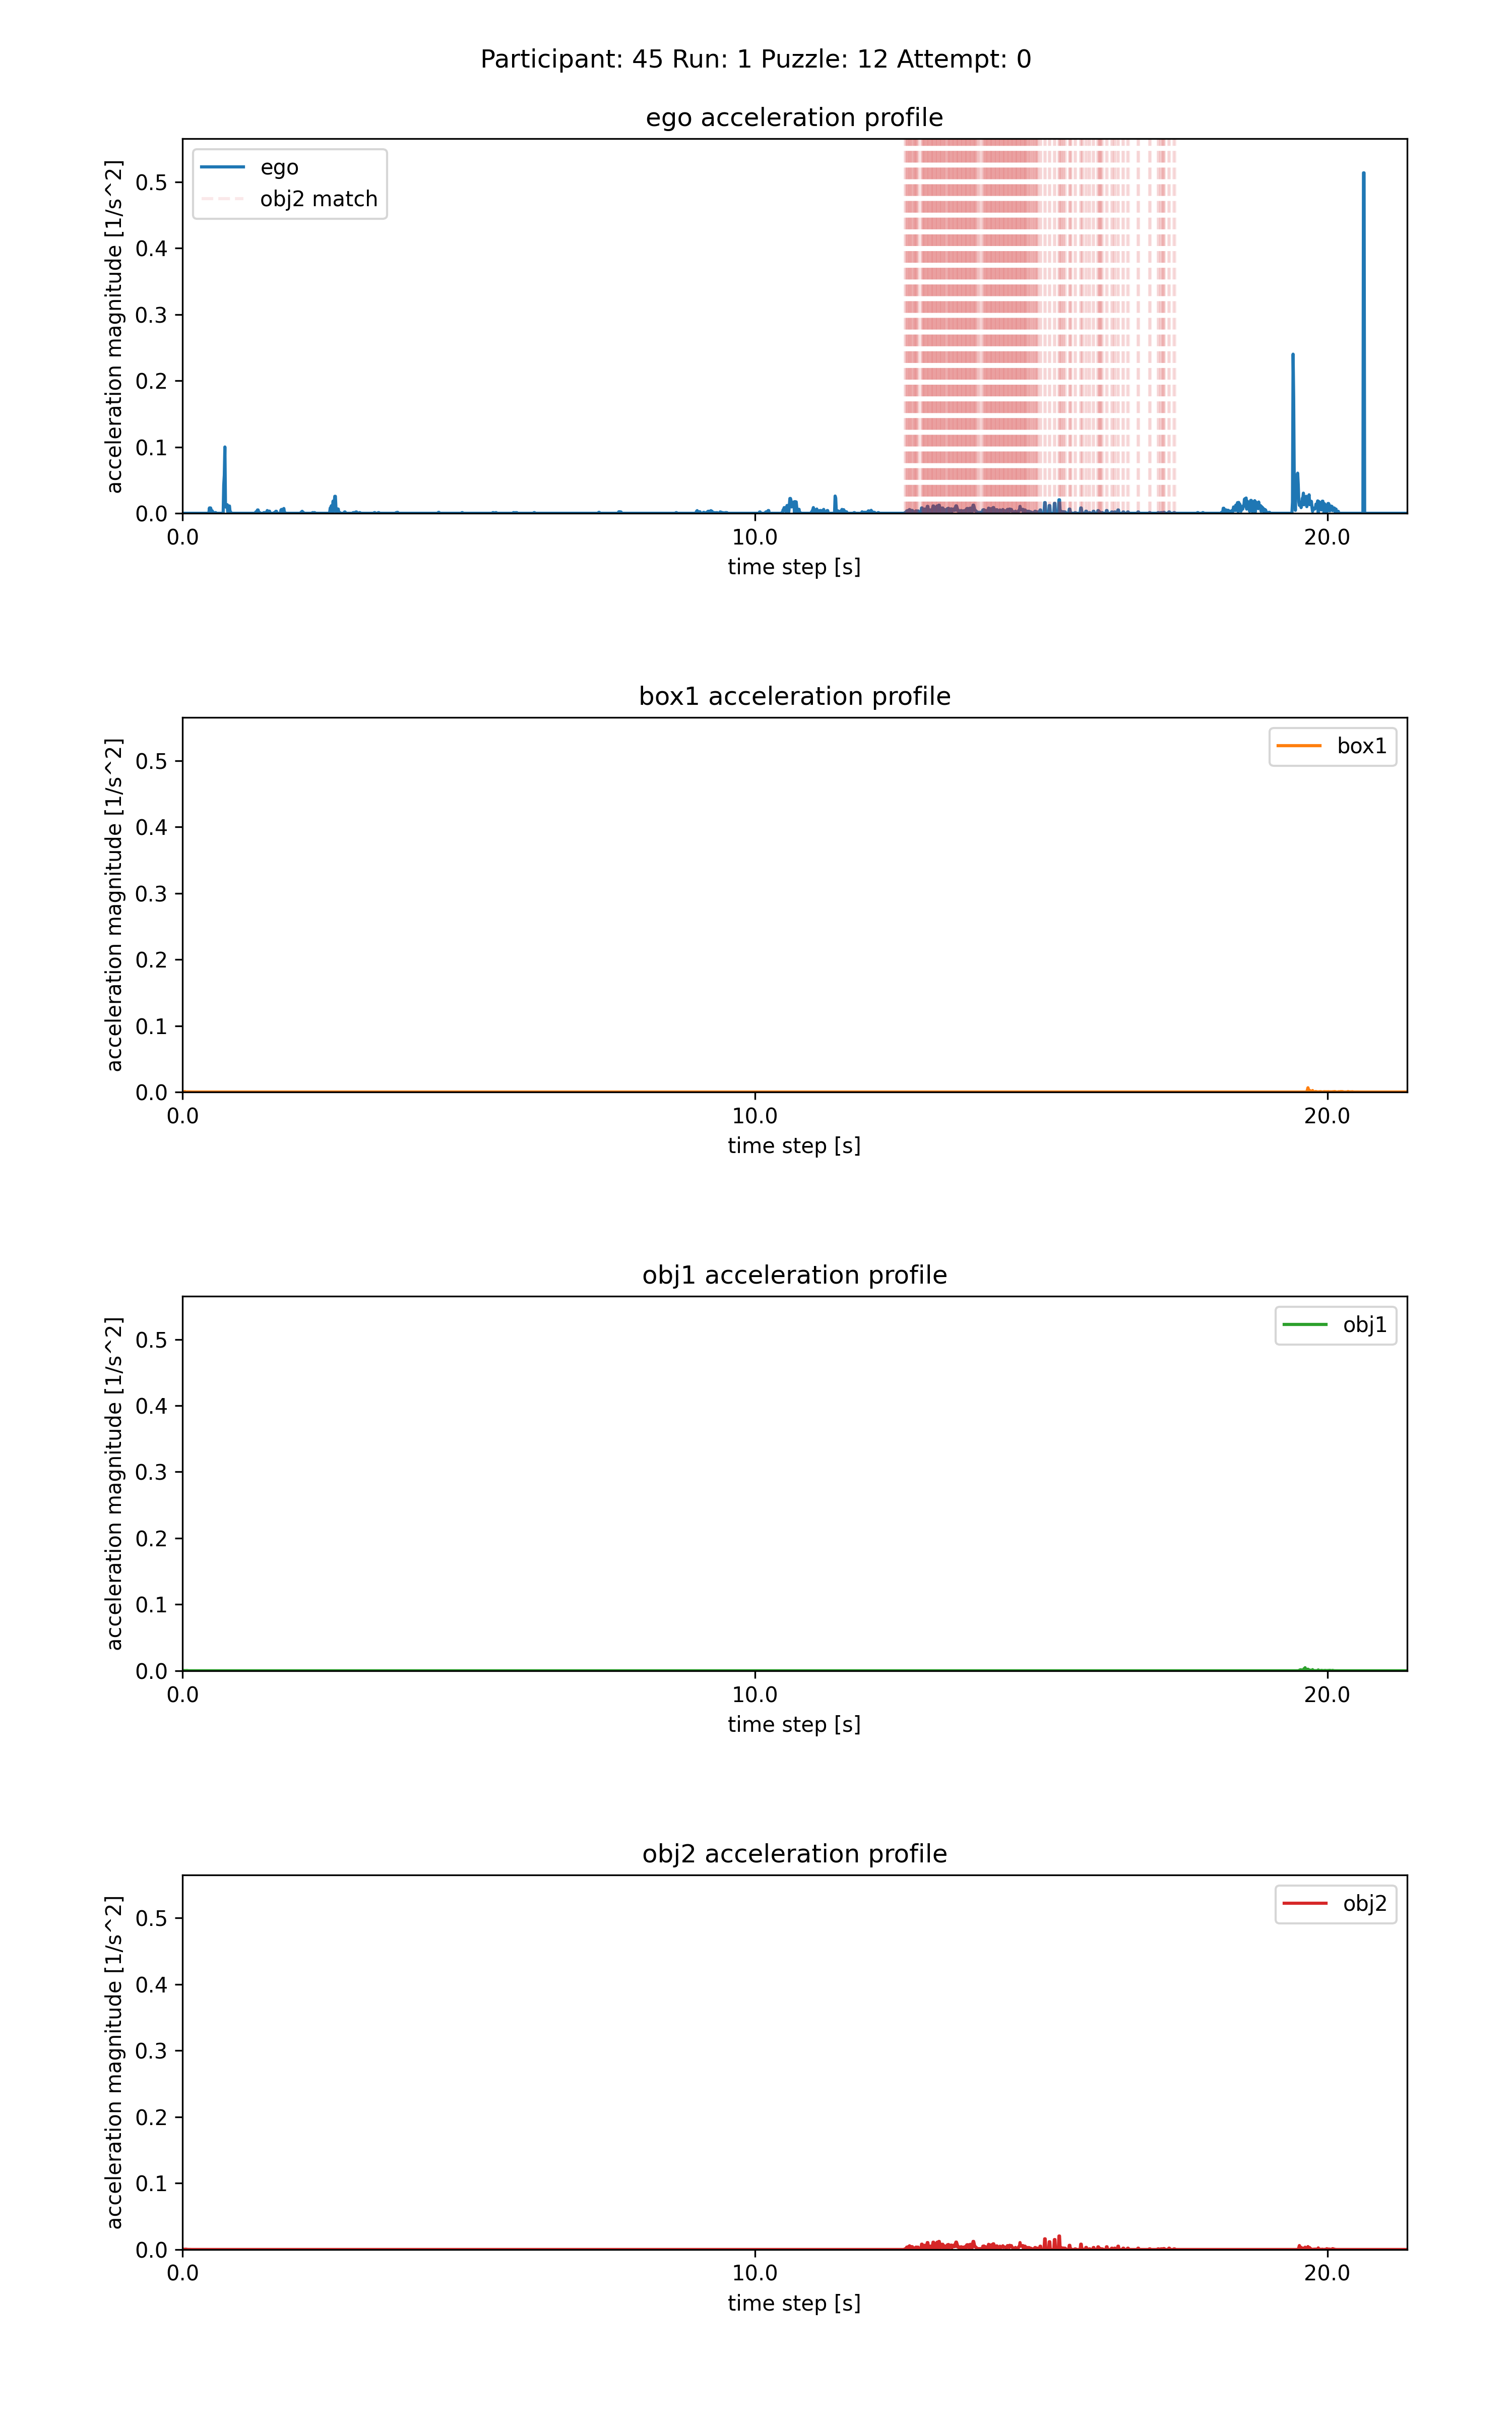 Participant: 45 Run: 1 Puzzle: 12 Attempt: 0
ego acceleration profile
acceleration magnitude [1/s^2]
0.5
0.4
0.3
0.2
0.1
0.0
ego
obj2 match
0.0 10.0 20.0
time step [s]
box1 acceleration profile
acceleration magnitude [1/s^2]
0.5
0.4
0.3
0.2
0.1
0.0
box1
0.0 10.0 20.0
time step [s]
obj1 acceleration profile
acceleration magnitude [1/s^2]
0.5
0.4
0.3
0.2
0.1
0.0
obj1
0.0 10.0 20.0
time step [s]
obj2 acceleration profile
acceleration magnitude [1/s^2]
0.5
0.4
0.3
0.2
0.1
0.0
obj2
0.0 10.0 20.0
time step [s]